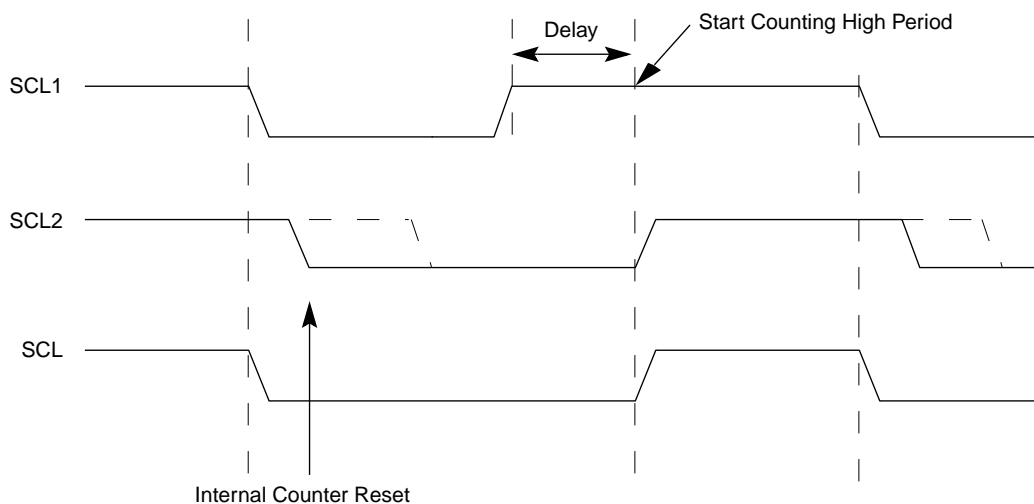 Start Counting High Period
Delay
SCL1
SCL2
SCL
Internal Counter Reset